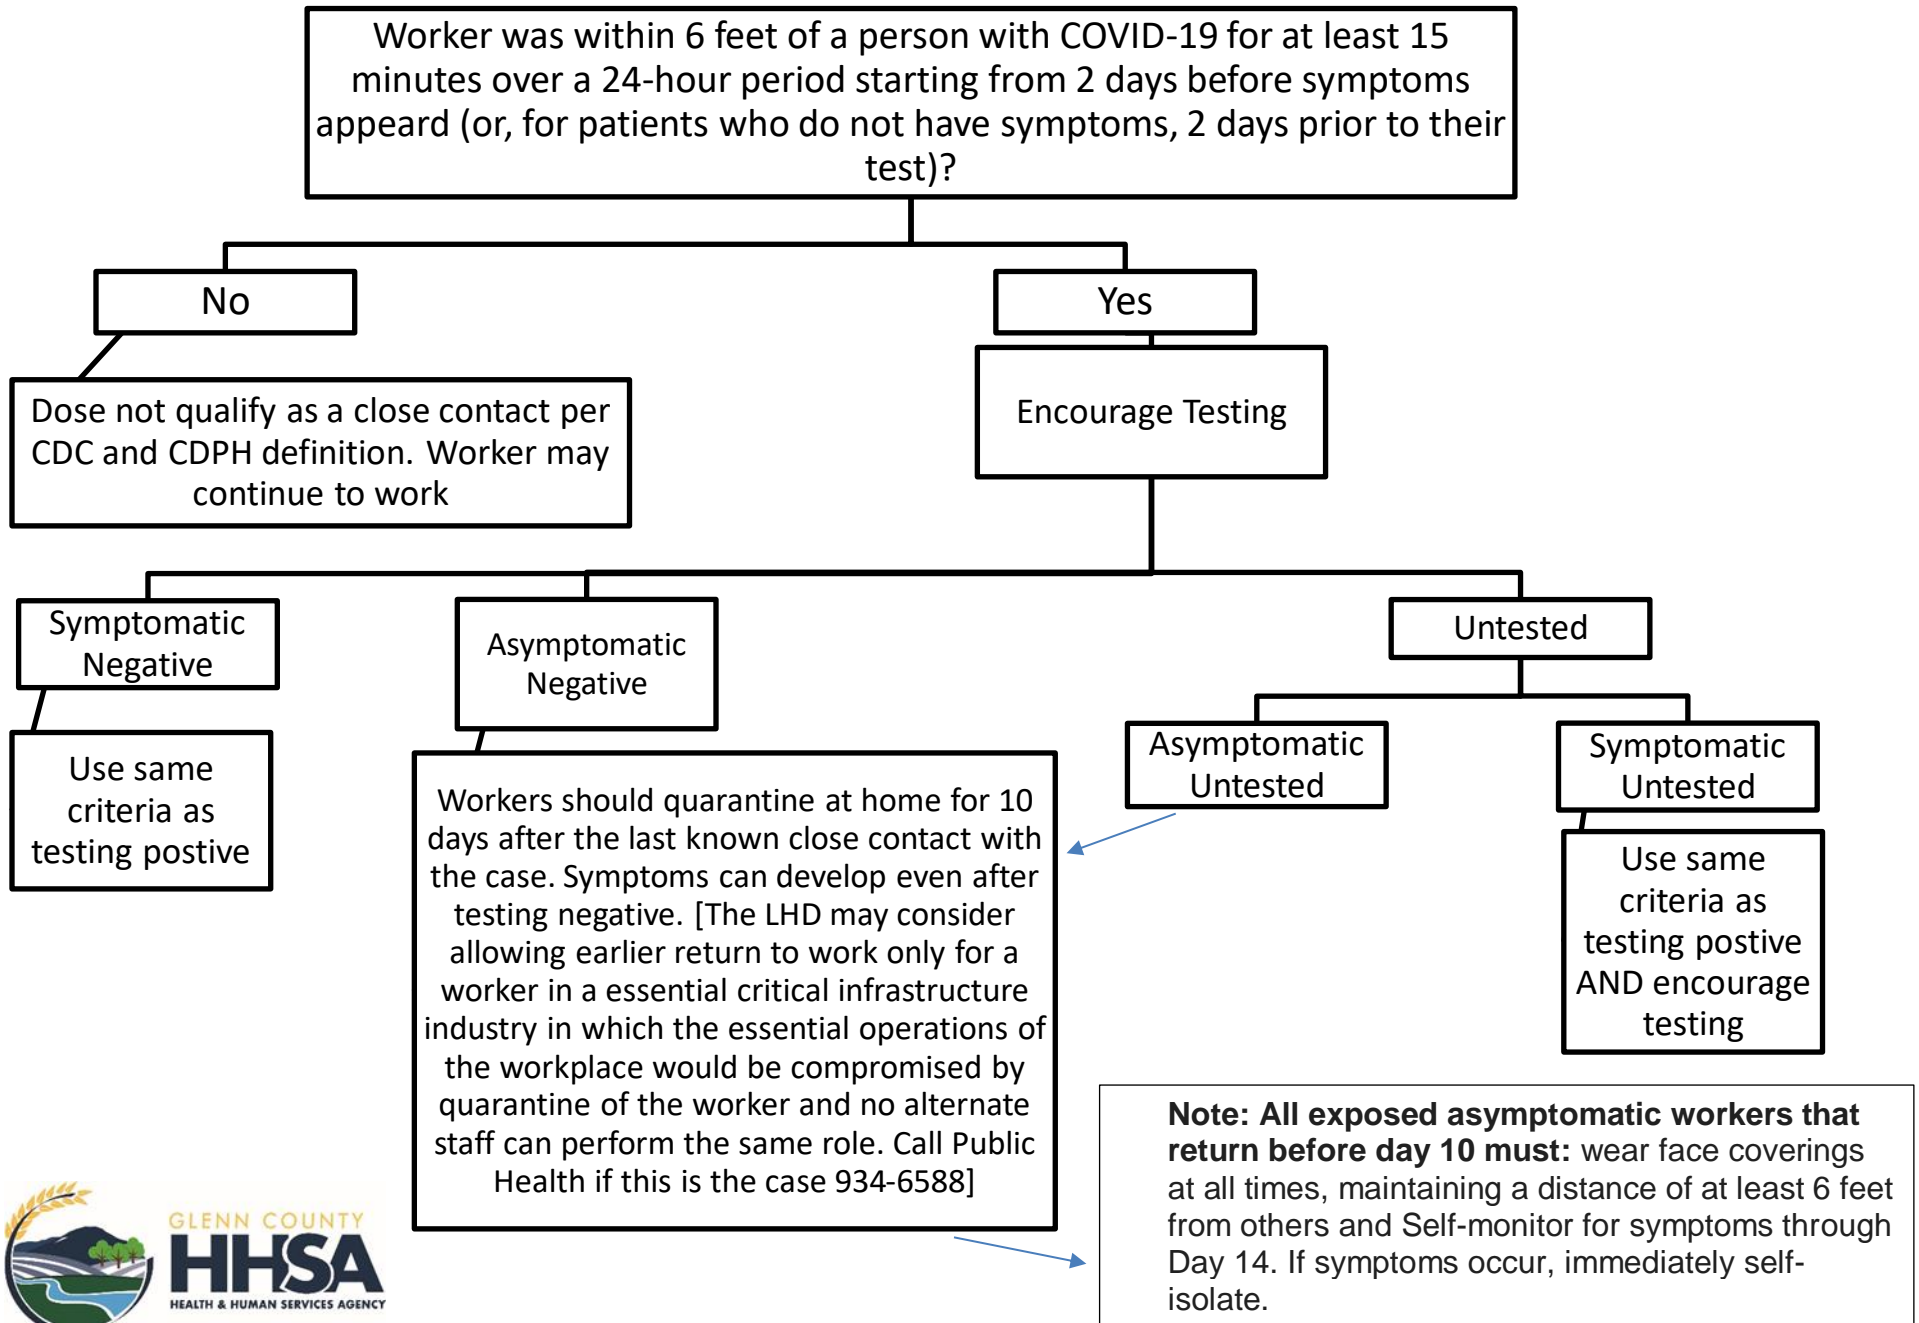 Worker was within 6 feet of a person with COVID-19 for at least 15
minutes over a 24-hour period starting from 2 days before symptoms
appeard (or, for patients who do not have symptoms, 2 days prior to their
test)?
No
Yes
Dose not qualify as a close contact per
CDC and CDPH definition. Worker may
continue to work
Encourage Testing
Symptomatic
Negative
Asymptomatic
Negative
Untested
Use same
criteria as
testing postive
Workers should quarantine at home for 10
days after the last known close contact with
the case. Symptoms can develop even after
testing negative. [The LHD may consider
allowing earlier return to work only for a
worker in a essential critical infrastructure
industry in which the essential operations of
the workplace would be compromised by
quarantine of the worker and no alternate
staff can perform the same role. Call Public
Health if this is the case 934-6588]
Asymptomatic
Untested
Symptomatic
Untested
Use same
criteria as
testing postive
AND encourage
testing
Note: All exposed asymptomatic workers that
return before day 10 must: wear face coverings
at all times, maintaining a distance of at least 6 feet
from others and Self-monitor for symptoms through
Day 14. If symptoms occur, immediately self-
isolate.
GLENN COUNTY
HHSA
HEALTH & HUMAN SERVICES AGENCY